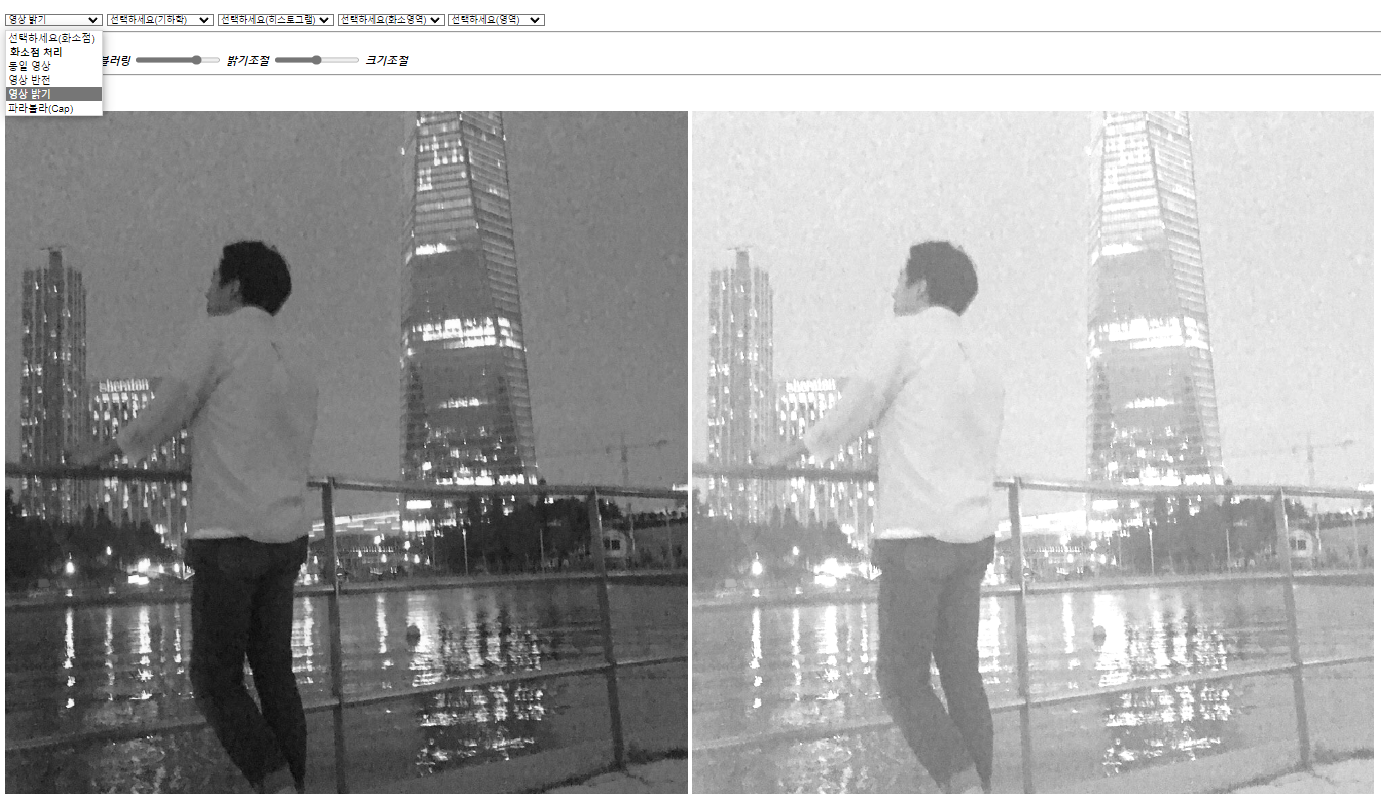 영상 밝기 선택하세요(기하학) 선택하세요(히스토그램) 선택하세요(화소영역) 선택하세요(영역)
선택하세요(화소점)
화소점 처리
동일 영상
영상 반전
영상 밝기
파라볼라(Cap)
블러링 밝기조절 크기조절
sheraton
sheraton